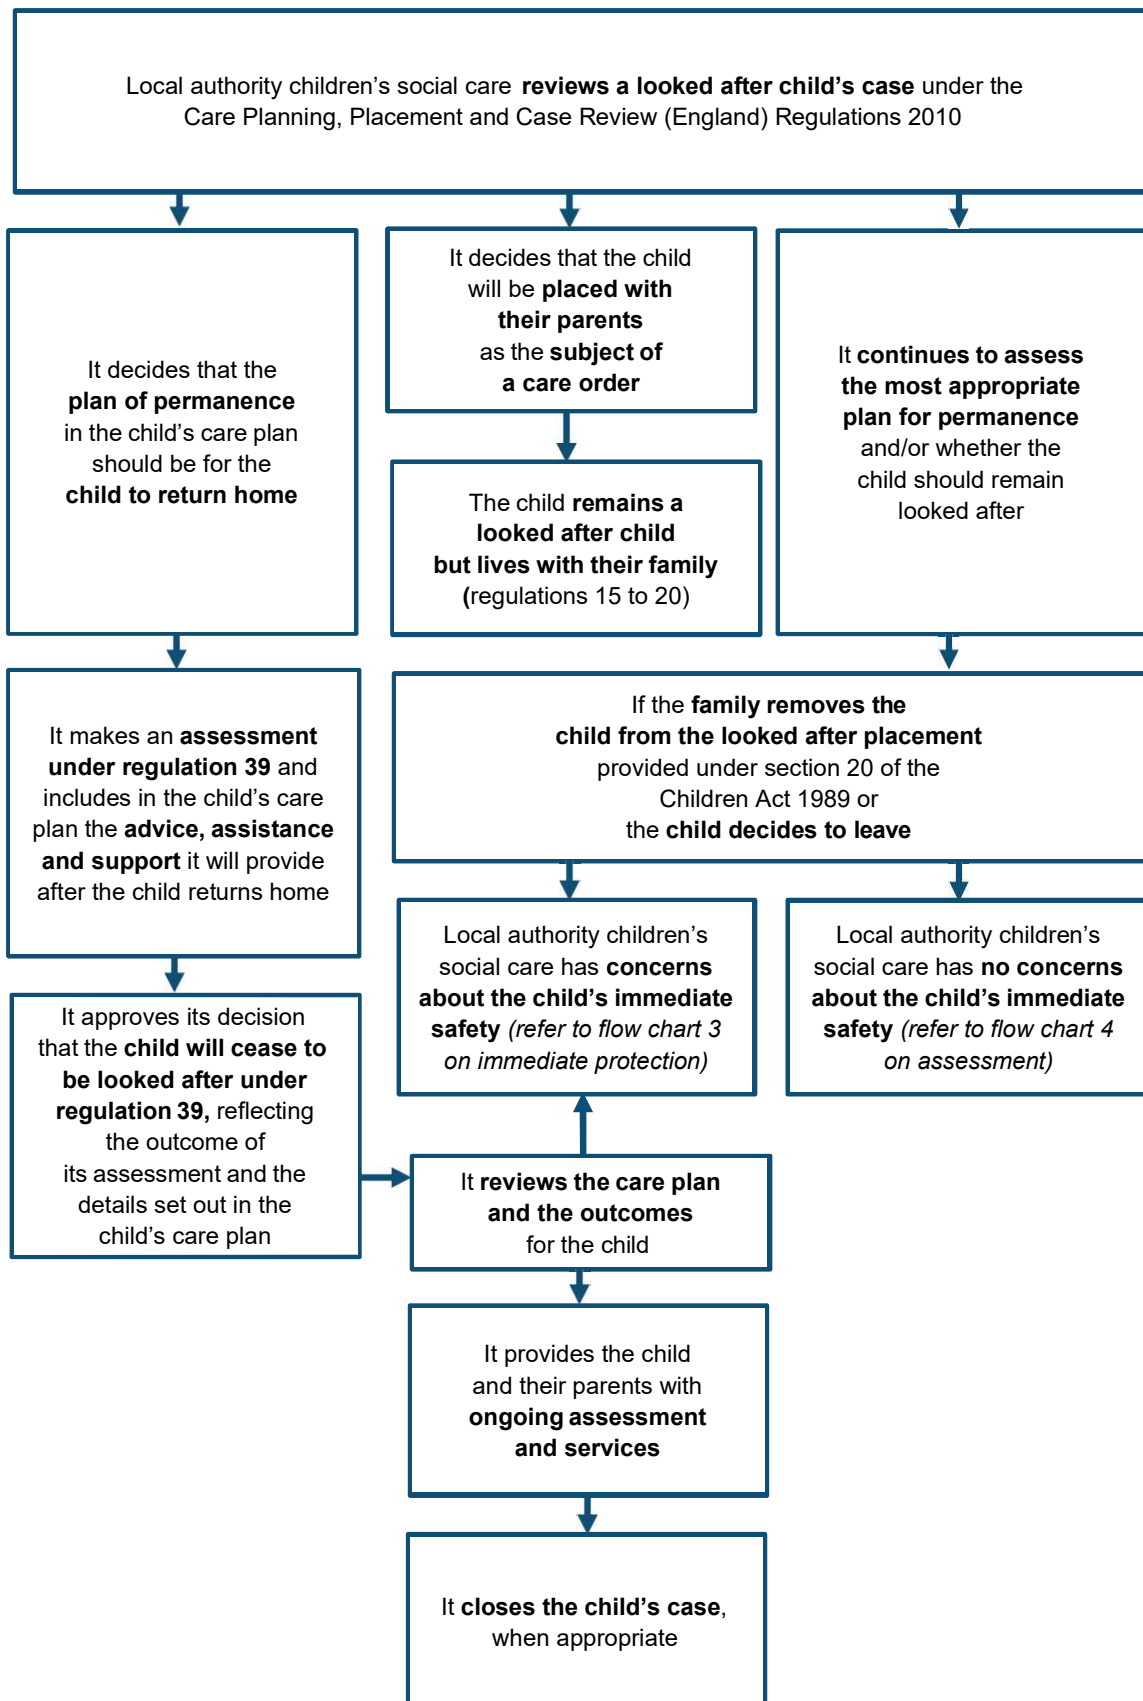 Local authority children’s social care reviews a looked after child’s case under the
Care Planning, Placement and Case Review (England) Regulations 2010
It decides that the
plan of permanence
in the child’s care plan
should be for the
child to return home
It decides that the child
will be placed with
their parents
as the subject of
a care order
The child remains a
looked after child
but lives with their family
(regulations 15 to 20)
It continues to assess
the most appropriate
plan for permanence
and/or whether the
child should remain
looked after
It makes an assessment
under regulation 39 and
includes in the child’s care
plan the advice, assistance
and support it will provide
after the child returns home
If the family removes the
child from the looked after placement
provided under section 20 of the
Children Act 1989 or
the child decides to leave
Local authority children’s
social care has concerns
about the child’s immediate
safety (refer to flow chart 3
on immediate protection)
Local authority children’s
social care has no concerns
about the child’s immediate
safety (refer to flow chart 4
on assessment)
It approves its decision
that the child will cease to
be looked after under
regulation 39, reflecting
the outcome of
its assessment and the
details set out in the
child’s care plan
It reviews the care plan
and the outcomes
for the child
It provides the child
and their parents with
ongoing assessment
and services
It closes the child’s case,
when appropriate